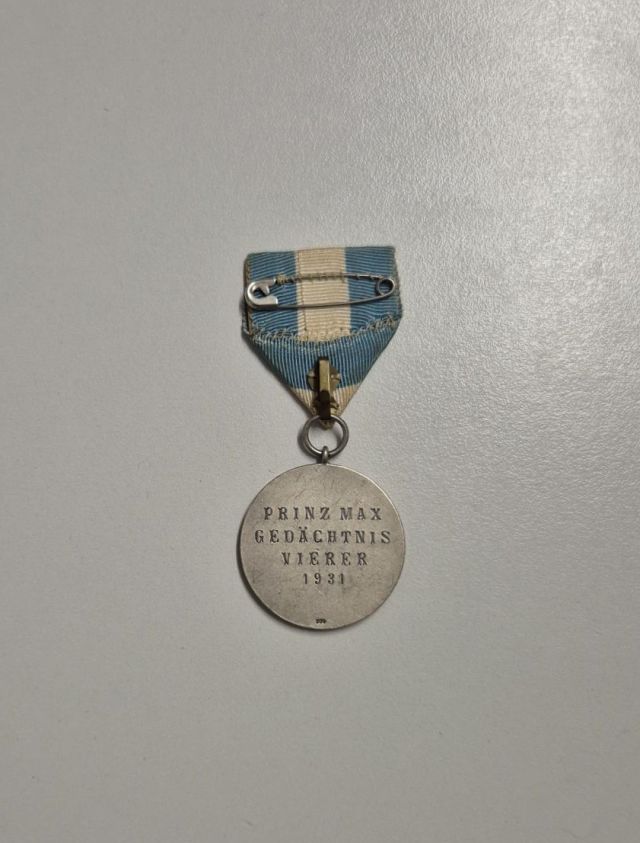 PRINZ MAX
GEDÄCHTNIS
VIERER
1931